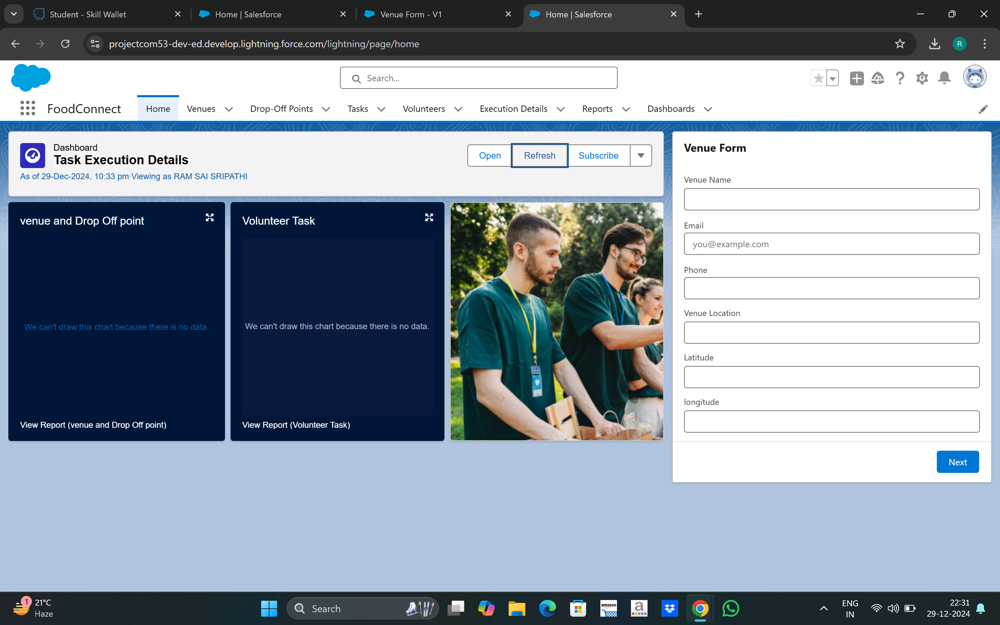 Student - Skill Wallet
Home | Salesforce
Venue Form - V1
Home | Salesforce
projectcom53-dev-ed.develop.lightning.force.com/lightning/page/home
R
Search...
FoodConnect
Home
Venues
Drop-Off Points
Tasks
Volunteers
Execution Details
Reports
Dashboards
Dashboard
Task Execution Details
As of 29-Dec-2024, 10:33 pm·Viewing as RAM SAI SRIPATHI
Open
Refresh
Subscribe
venue and Drop Off point
We can't draw this chart because there is no data.
View Report (venue and Drop Off point)
Volunteer Task
We can't draw this chart because there is no data.
View Report (Volunteer Task)
Venue Form
Venue Name
Email
you@example.com
Phone
Venue Location
Latitude
longitude
Next
1
21°C
Haze
Search
amazon
a
ENG
IN
22:31
29-12-2024